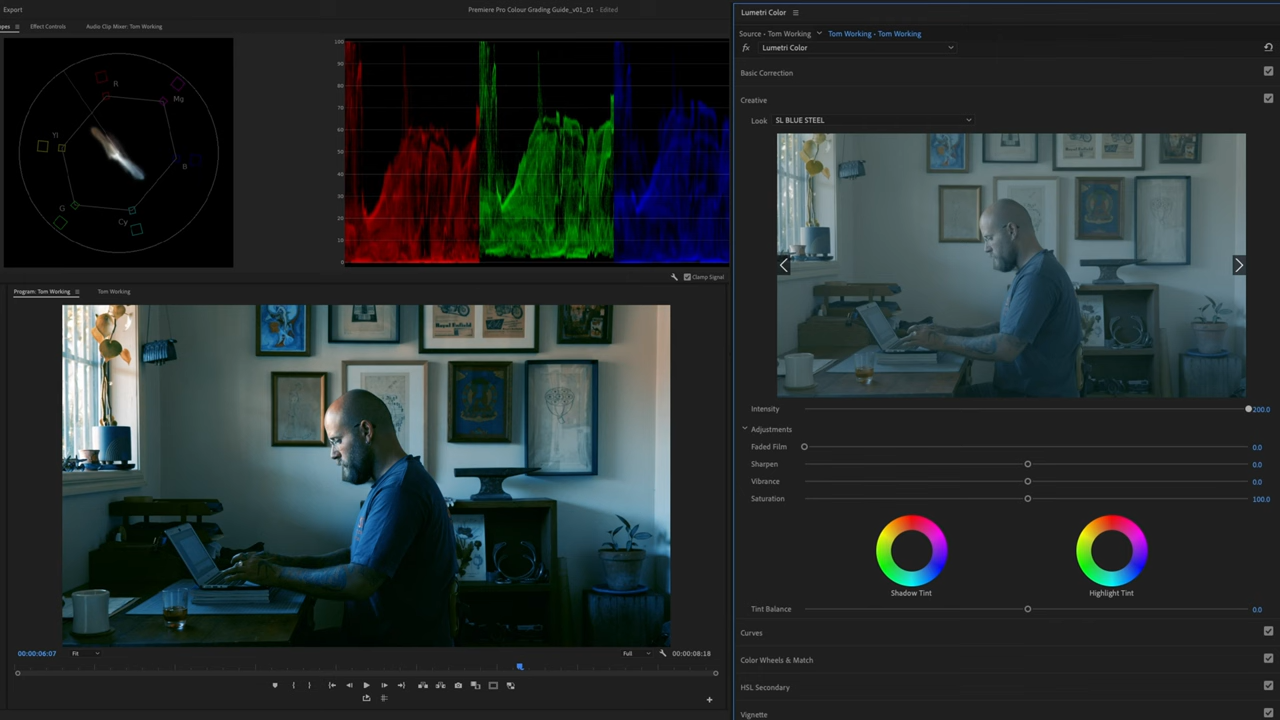 Export
Premiere Pro Colour Grading Guide_v01_01 - Edited
Effect Controls
Audio Clip Mixer: Tom Working
R
Mg
Yl
B
G
Cy
100
90
80
70
60
50
40
30
20
10
0
Clamp Signal
Program: Tom Working
Tom Working
Royal Enfield
00:00:06:07
Fit
Full
00:00:08:18
Lumetri Color
Source - Tom Working
Tom Working - Tom Working
fx
Lumetri Color
Basic Correction
Creative
Look
SL BLUE STEEL
Intensity
200.0
Adjustments
Faded Film
0.0
Sharpen
0.0
Vibrance
0.0
Saturation
100.0
Shadow Tint
Highlight Tint
Tint Balance
0.0
Curves
Color Wheels & Match
HSL Secondary
Vignette